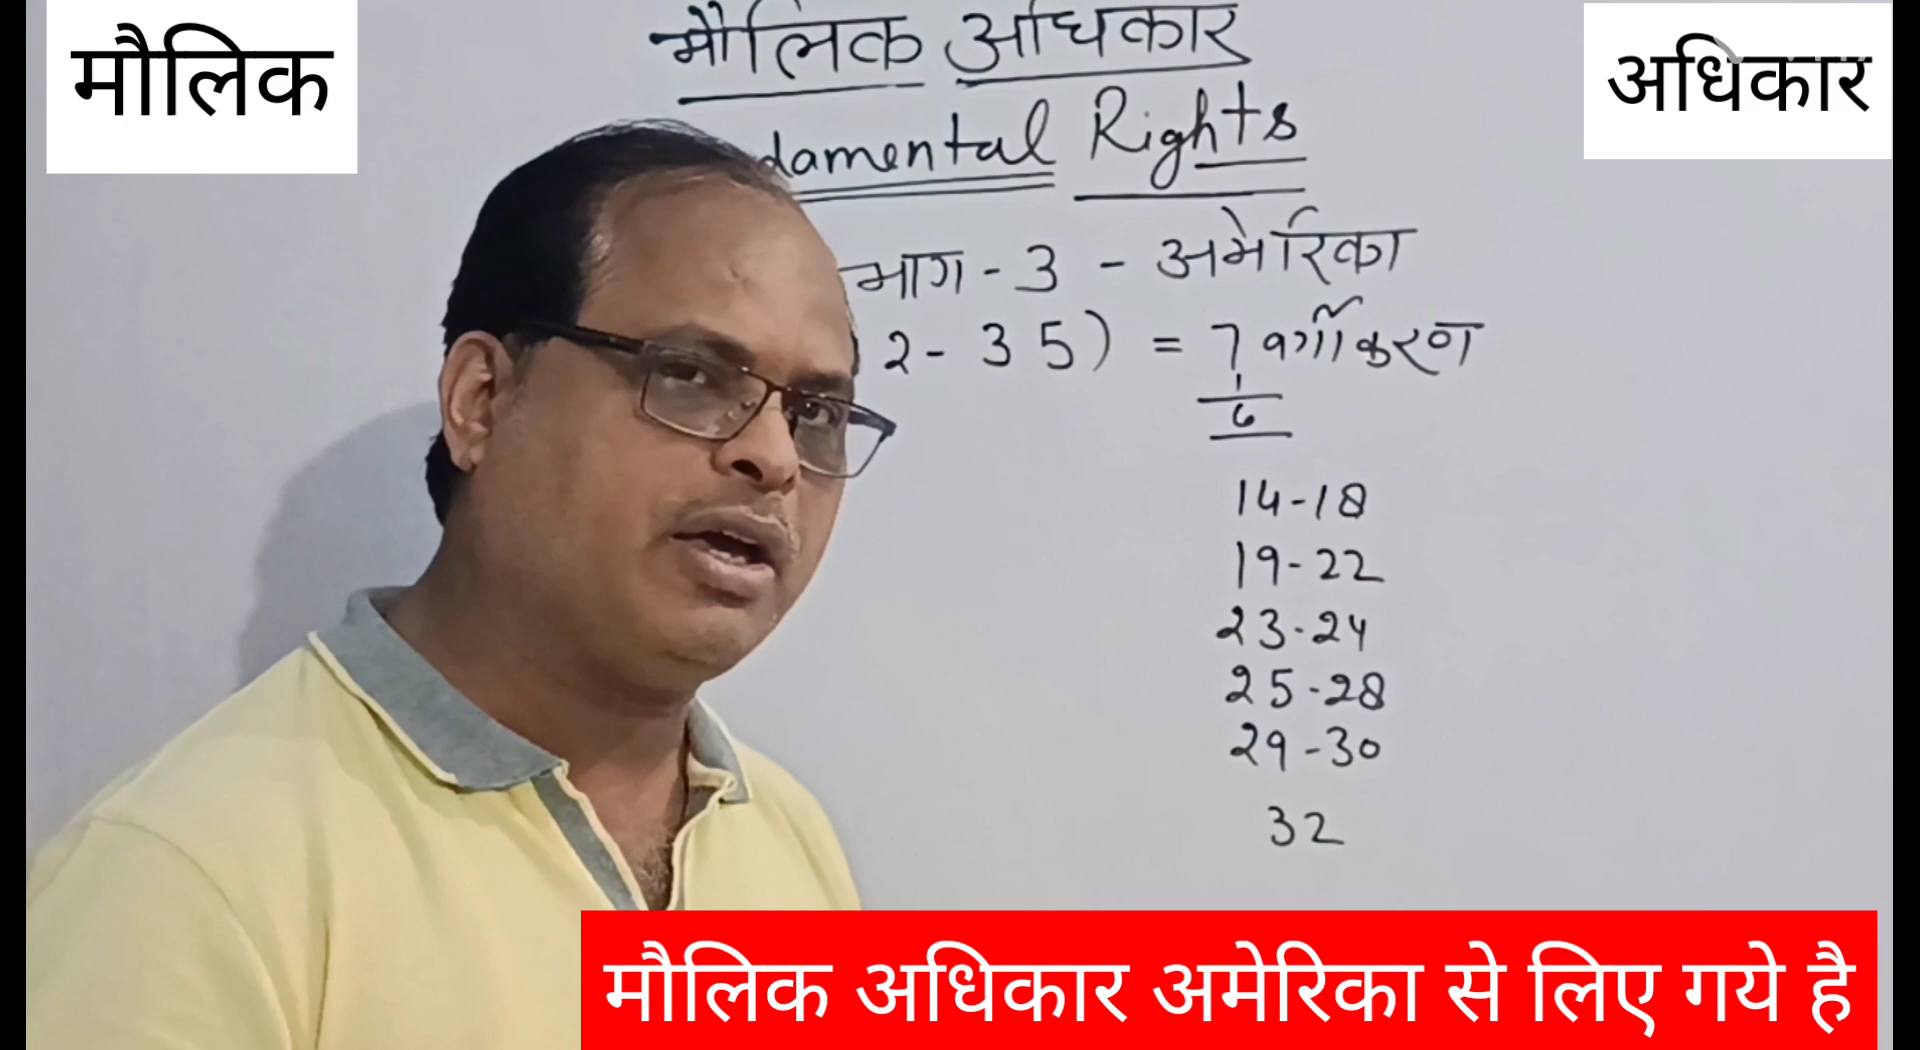 मौलिक
अधिकार
मौलिक अधिकार
damental Rights
भाग - 3 - अमेरिका
2 - 35) = 7 वर्गीकरण
6
14-18
19-22
23-24
25-28
29-30
32
मौलिक अधिकार अमेरिका से लिए गये है